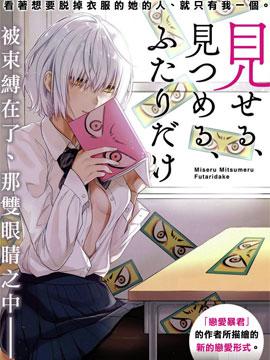 看著想要脱掉衣服的她的人、就只有我一個。
見せる、
見つめる、
ふたりだけ
Miseru Mitsumeru
Futaridake
被束縛在了、那雙眼睛之中——
「戀愛暴君」
的作者所描繪的
新的戀愛形式。